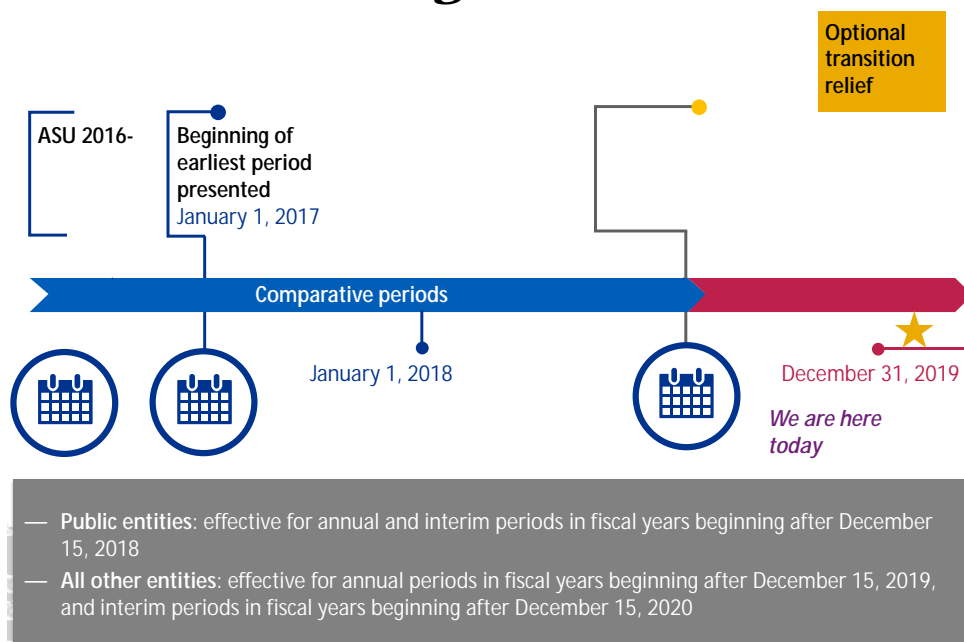 Optional
transition
relief
ASU 2016-
Beginning of
earliest period
presented
January 1, 2017
Comparative periods
January 1, 2018
December 31, 2019
We are here
today
— Public entities: effective for annual and interim periods in fiscal years beginning after December
15, 2018
— All other entities: effective for annual periods in fiscal years beginning after December 15, 2019,
and interim periods in fiscal years beginning after December 15, 2020